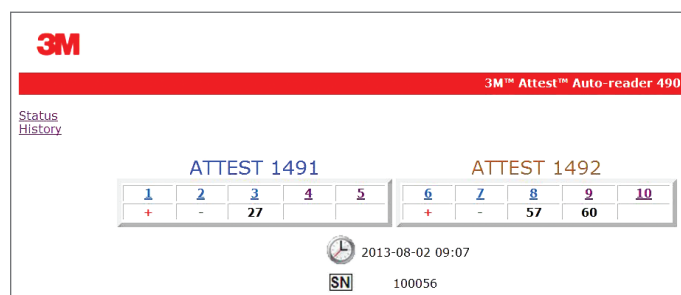 3M
3M™ Attest™ Auto-reader 490
Status
History
ATTEST 1491
1 2 3 4 5
+ - 27
ATTEST 1492
6 7 8 9 10
+ - 57 60
2013-08-02 09:07
SN 100056